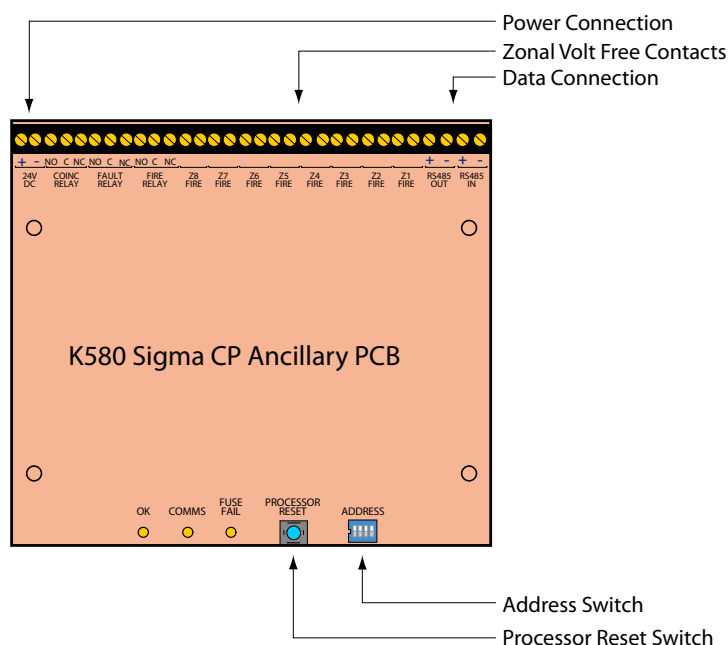 Power Connection
Zonal Volt Free Contacts
Data Connection
+ - NO C NC NO C NC NO C NC + - + -
24V DC
COINC RELAY
FAULT RELAY
FIRE RELAY
Z8 FIRE
Z7 FIRE
Z6 FIRE
Z5 FIRE
Z4 FIRE
Z3 FIRE
Z2 FIRE
Z1 FIRE
RS485 OUT
RS485 IN
K580 Sigma CP Ancillary PCB
OK
COMMS
FUSE FAIL
PROCESSOR RESET
ADDRESS
Address Switch
Processor Reset Switch